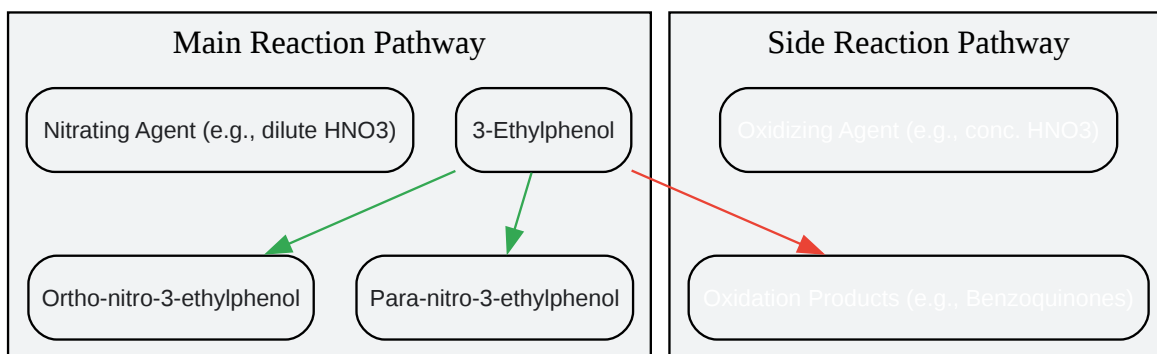 Main Reaction Pathway
Side Reaction Pathway
Nitrating Agent (e.g., dilute HNO3)
3-Ethylphenol
Oxidizing Agent (e.g., conc. HNO3)
Ortho-nitro-3-ethylphenol
Para-nitro-3-ethylphenol
Oxidation Products (e.g., Benzoquinones)